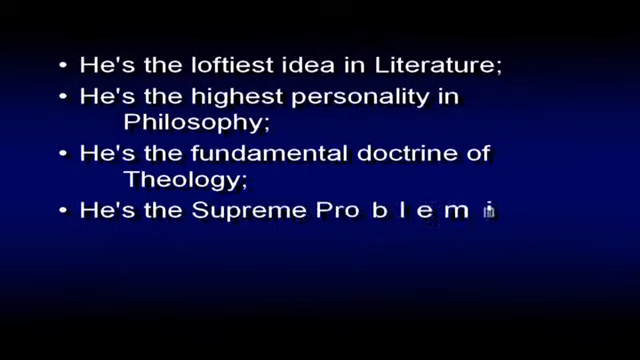 • He's the loftiest idea in Literature;
• He's the highest personality in
Philosophy;
• He's the fundamental doctrine of
Theology;
• He's the Supreme Problem